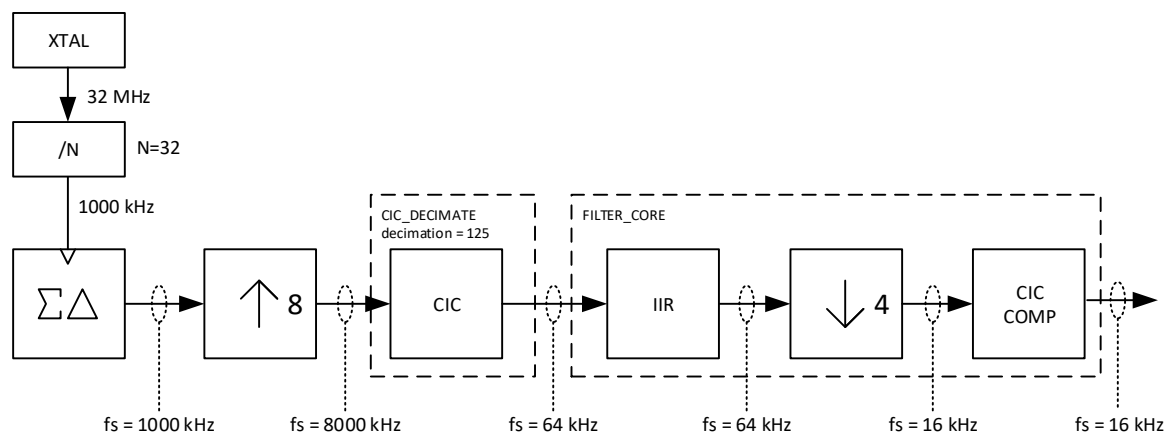 XTAL
32 MHz
/N
N=32
1000 kHz
CIC_DECIMATE
decimation = 125
FILTER_CORE
ΣΔ
8
CIC
IIR
4
CIC
COMP
fs = 1000 kHz
fs = 8000 kHz
fs = 64 kHz
fs = 64 kHz
fs = 16 kHz
fs = 16 kHz